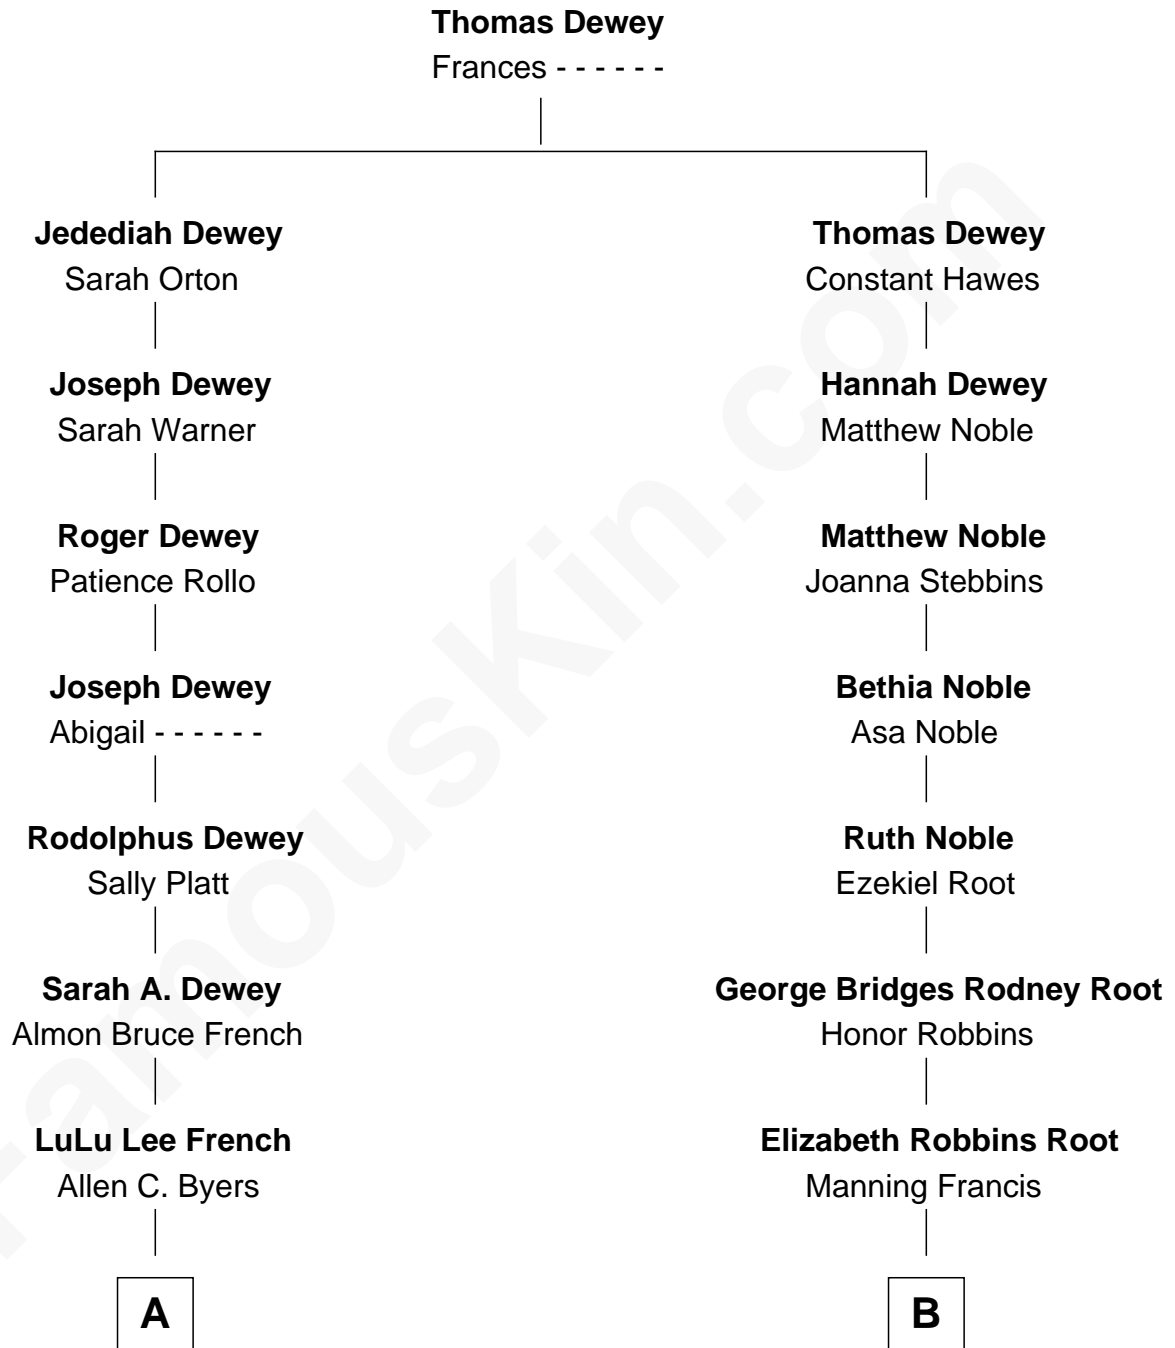 Thomas Dewey
Frances - - - - - -
Jedediah Dewey
Sarah Orton
Thomas Dewey
Constant Hawes
Joseph Dewey
Sarah Warner
Hannah Dewey
Matthew Noble
Roger Dewey
Patience Rollo
Matthew Noble
Joanna Stebbins
Joseph Dewey
Abigail - - - - - -
Bethia Noble
Asa Noble
Rodolphus Dewey
Sally Platt
Ruth Noble
Ezekiel Root
Sarah A. Dewey
Almon Bruce French
George Bridges Rodney Root
Honor Robbins
LuLu Lee French
Allen C. Byers
Elizabeth Robbins Root
Manning Francis
A
B
FamousKin.com